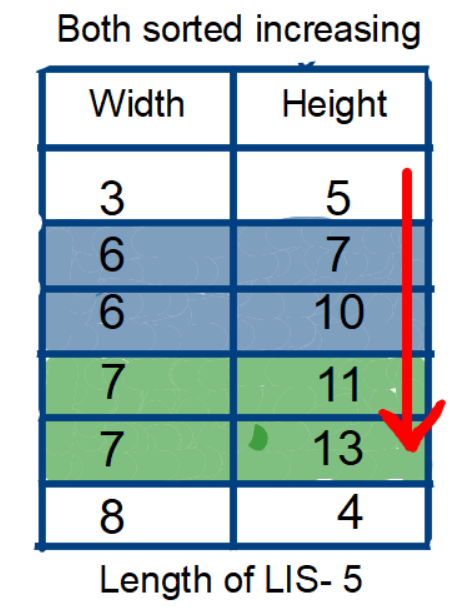 Both sorted increasing
Width Height
3 5
6 7
6 10
7 11
7 13
8 4
Length of LIS- 5